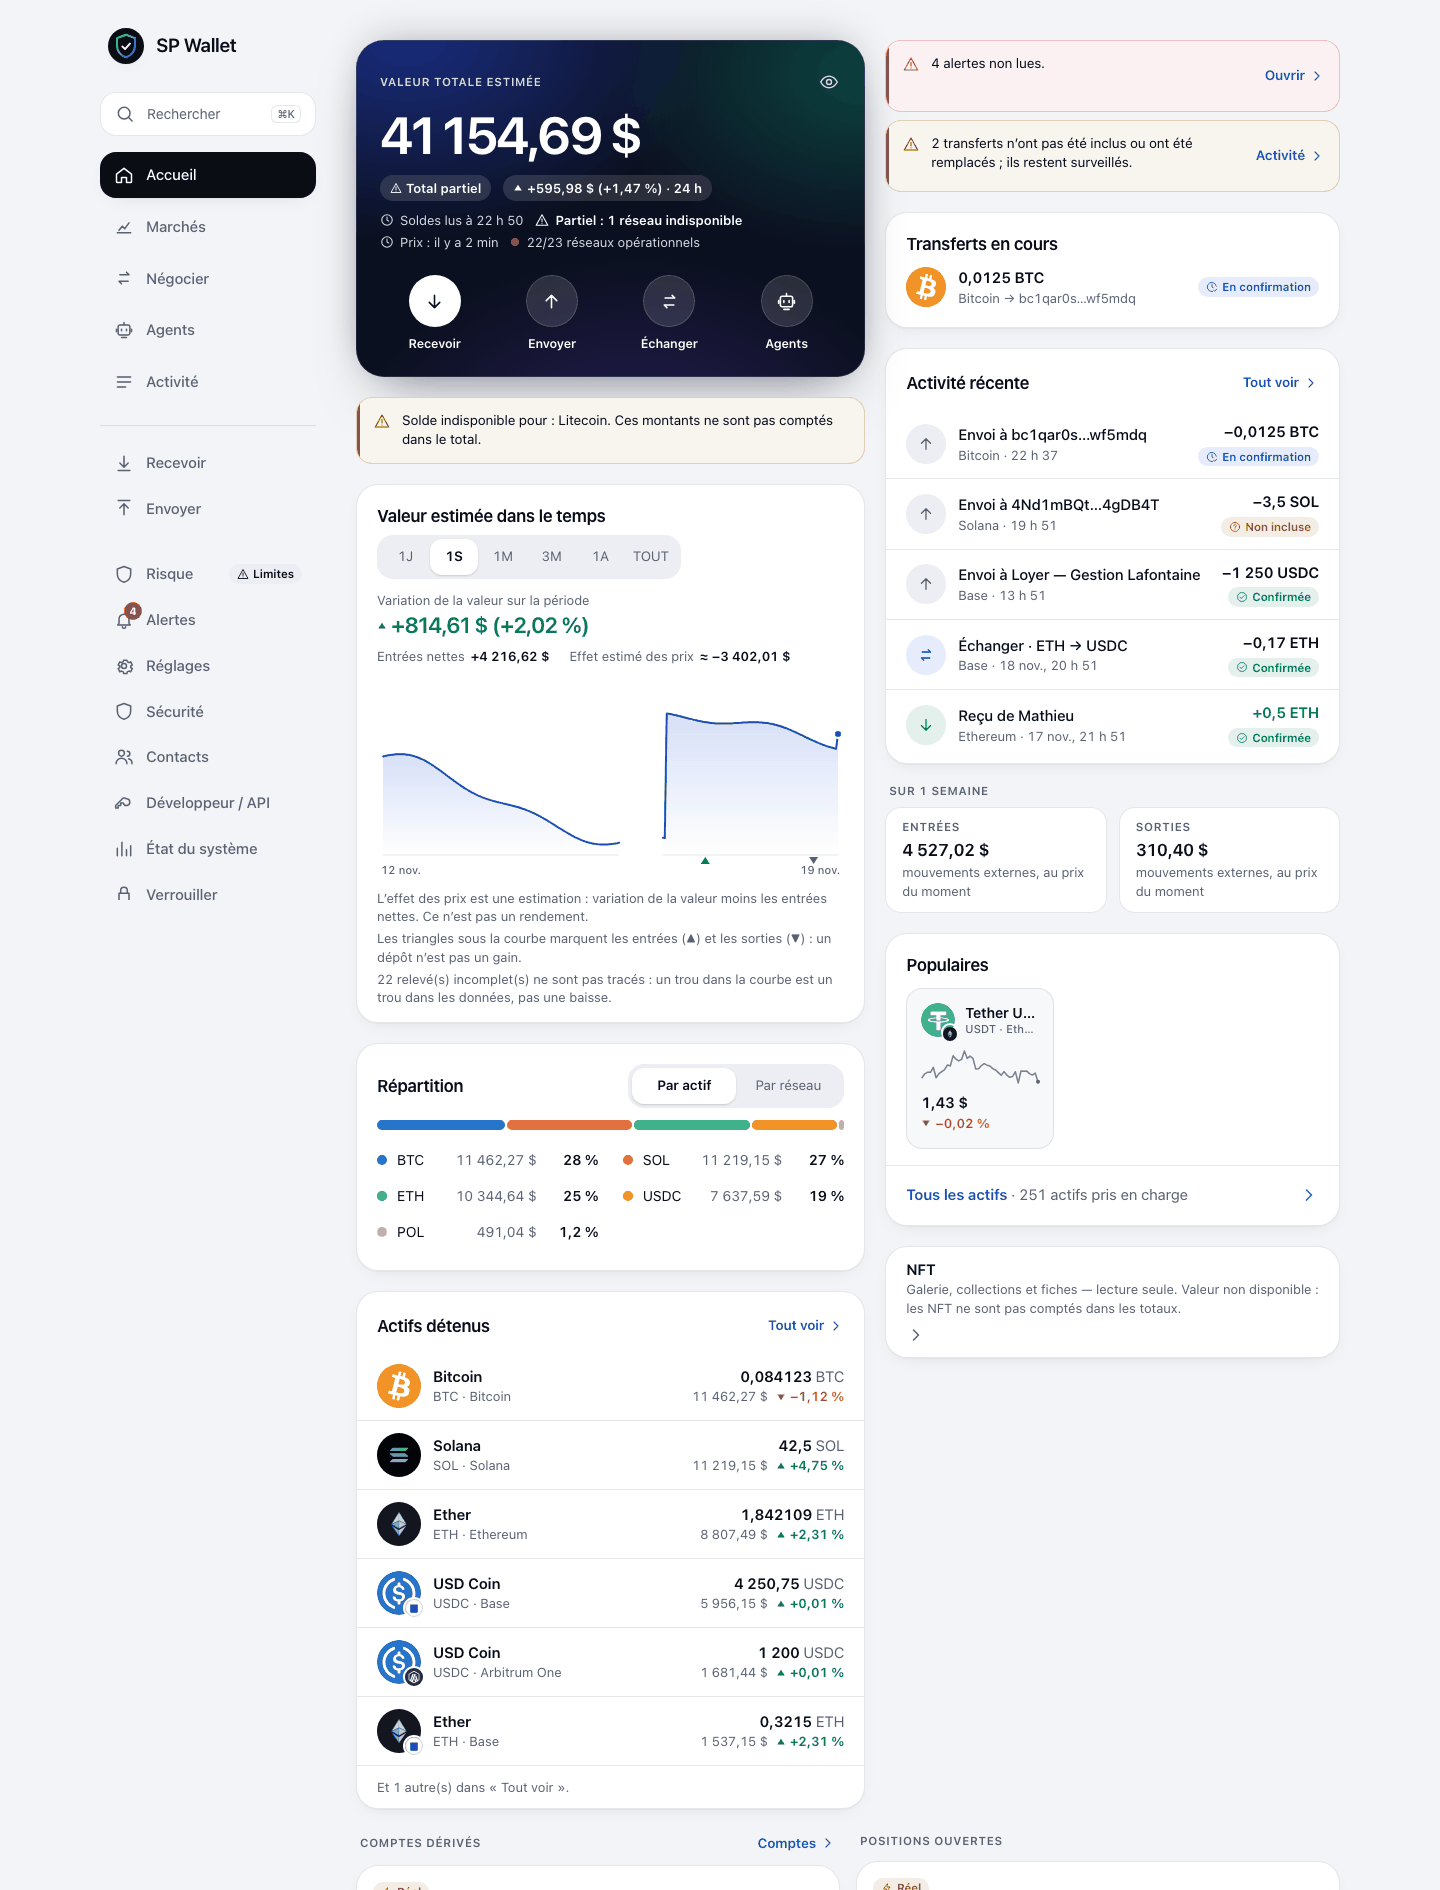 SP Wallet
Rechercher ⌘K
Accueil
Marchés
Négocier
Agents
Activité
Recevoir
Envoyer
Risque Limites
4
Alertes
Réglages
Sécurité
Contacts
Développeur / API
État du système
Verrouiller
VALEUR TOTALE ESTIMÉE
41 154,69 $
Total partiel ▲ +595,98 $ (+1,47 %) · 24 h
Soldes lus à 22 h 50 Partiel : 1 réseau indisponible
Prix : il y a 2 min 22/23 réseaux opérationnels
Recevoir Envoyer Échanger Agents
Solde indisponible pour : Litecoin. Ces montants ne sont pas comptés
dans le total.
Valeur estimée dans le temps
1J 1S 1M 3M 1A TOUT
Variation de la valeur sur la période
▲ +814,61 $ (+2,02 %)
Entrées nettes +4 216,62 $ Effet estimé des prix ≈ −3 402,01 $
12 nov. 19 nov.
L’effet des prix est une estimation : variation de la valeur moins les entrées
nettes. Ce n’est pas un rendement.
Les triangles sous la courbe marquent les entrées (▲) et les sorties (▼) : un
dépôt n’est pas un gain.
22 relevé(s) incomplet(s) ne sont pas tracés : un trou dans la courbe est un
trou dans les données, pas une baisse.
Répartition Par actif Par réseau
BTC 11 462,27 $ 28 % SOL 11 219,15 $ 27 %
ETH 10 344,64 $ 25 % USDC 7 637,59 $ 19 %
POL 491,04 $ 1,2 %
Actifs détenus Tout voir
Bitcoin 0,084123 BTC
BTC · Bitcoin 11 462,27 $ ▼ −1,12 %
Solana 42,5 SOL
SOL · Solana 11 219,15 $ ▲ +4,75 %
Ether 1,842109 ETH
ETH · Ethereum 8 807,49 $ ▲ +2,31 %
USD Coin 4 250,75 USDC
USDC · Base 5 956,15 $ ▲ +0,01 %
USD Coin 1 200 USDC
USDC · Arbitrum One 1 681,44 $ ▲ +0,01 %
Ether 0,3215 ETH
ETH · Base 1 537,15 $ ▲ +2,31 %
Et 1 autre(s) dans « Tout voir ».
COMPTES DÉRIVÉS Comptes
Réel
4 alertes non lues. Ouvrir
2 transferts n’ont pas été inclus ou ont été
remplacés ; ils restent surveillés. Activité
Transferts en cours
0,0125 BTC
Bitcoin → bc1qar0s…wf5mdq En confirmation
Activité récente Tout voir
Envoi à bc1qar0s…wf5mdq −0,0125 BTC
Bitcoin · 22 h 37 En confirmation
Envoi à 4Nd1mBQt…4gDB4T −3,5 SOL
Solana · 19 h 51 Non incluse
Envoi à Loyer — Gestion Lafontaine −1 250 USDC
Base · 13 h 51 Confirmée
Échanger · ETH → USDC −0,17 ETH
Base · 18 nov., 20 h 51 Confirmée
Reçu de Mathieu +0,5 ETH
Ethereum · 17 nov., 21 h 51 Confirmée
SUR 1 SEMAINE
ENTRÉES
4 527,02 $
mouvements externes, au prix
du moment
SORTIES
310,40 $
mouvements externes, au prix
du moment
Populaires
Tether U…
USDT · Eth…
1,43 $
▼ −0,02 %
Tous les actifs · 251 actifs pris en charge
NFT
Galerie, collections et fiches — lecture seule. Valeur non disponible :
les NFT ne sont pas comptés dans les totaux.
POSITIONS OUVERTES
Réel